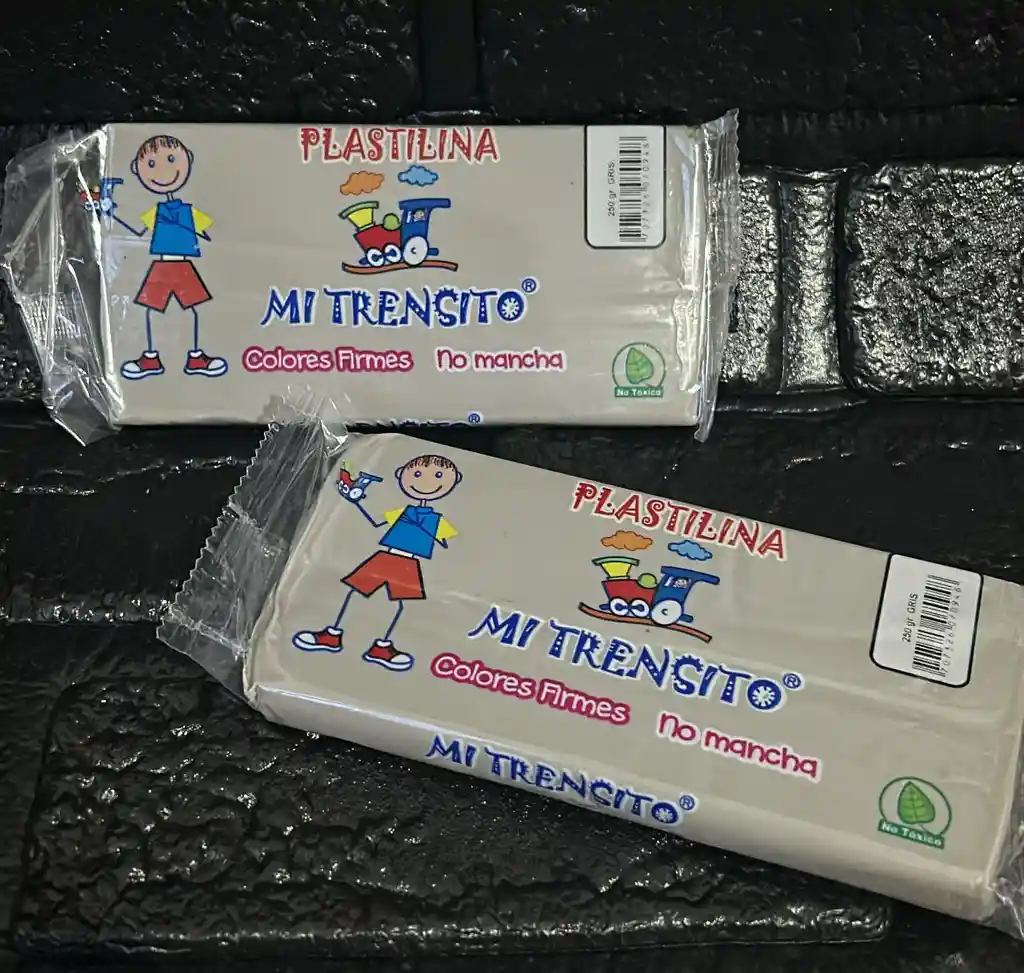 PLASTILINA
250 gr GRIS
MI TRENSITO®
Colores Firmes No mancha
No Tóxico
PLASTILINA
250 gr GRIS
MI TRENSITO®
Colores Firmes No mancha
MI TRENSITO®
No Tóxico